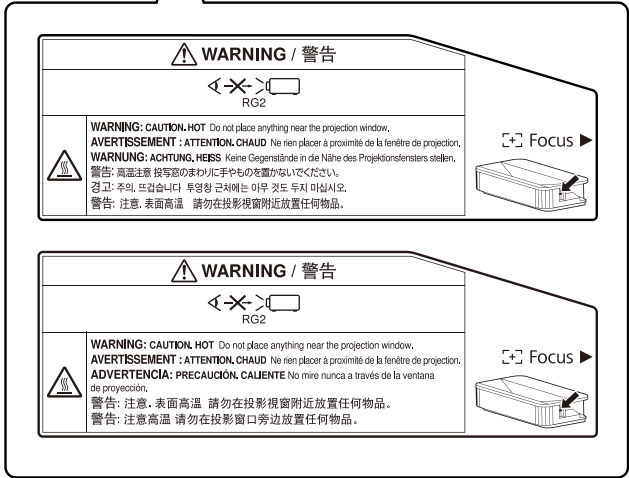 WARNING / 警告
RG2
WARNING: CAUTION. HOT Do not place anything near the projection window.
AVERTISSEMENT : ATTENTION. CHAUD Ne rien placer à proximité de la fenêtre de projection.
WARNUNG: ACHTUNG. HEISS Keine Gegenstände in die Nähe des Projektionsfensters stellen.
警告: 高温注意 投写窓のまわりに手やものを置かないでください。
경고: 주의. 뜨겁습니다 투영창 근처에는 아무 것도 두지 마십시오.
警告: 注意. 表面高溫 請勿在投影視窗附近放置任何物品。
Focus ▶
WARNING / 警告
RG2
WARNING: CAUTION. HOT Do not place anything near the projection window.
AVERTISSEMENT : ATTENTION. CHAUD Ne rien placer à proximité de la fenêtre de projection.
ADVERTENCIA: PRECAUCIÓN. CALIENTE No mire nunca a través de la ventana
de proyección.
警告: 注意. 表面高溫 請勿在投影視窗附近放置任何物品。
警告: 注意高温 请勿在投影窗口旁边放置任何物品。
Focus ▶